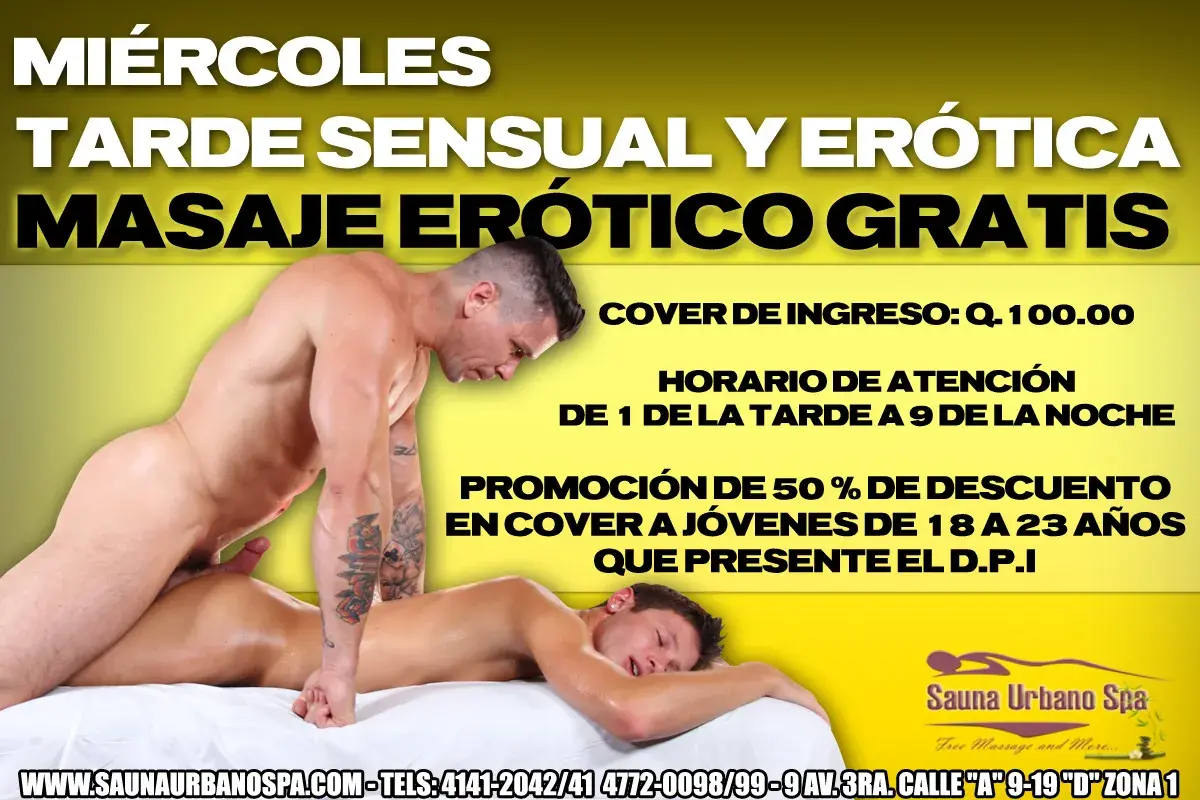 MIÉRCOLES
TARDE SENSUAL Y ERÓTICA
MASAJE ERÓTICO GRATIS
COVER DE INGRESO: Q.100.00
HORARIO DE ATENCIÓN
DE 1 DE LA TARDE A 9 DE LA NOCHE
PROMOCIÓN DE 50 % DE DESCUENTO
EN COVER A JÓVENES DE 18 A 23 AÑOS
QUE PRESENTE EL D.P.I
Sauna Urbano Spa
Free Massage and More...
WWW.SAUNAURBANOSPA.COM - TELS: 4141-2042/41 4772-0098/99 - 9 AV. 3RA. CALLE "A" 9-19 "D" ZONA 1